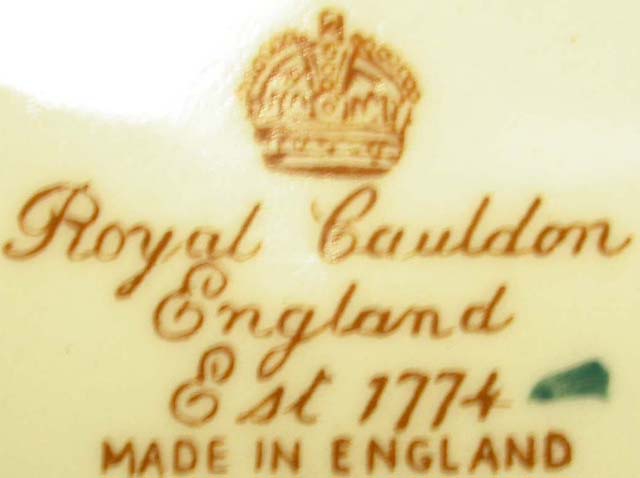 Royal Cauldon
England
Est 1774
MADE IN ENGLAND